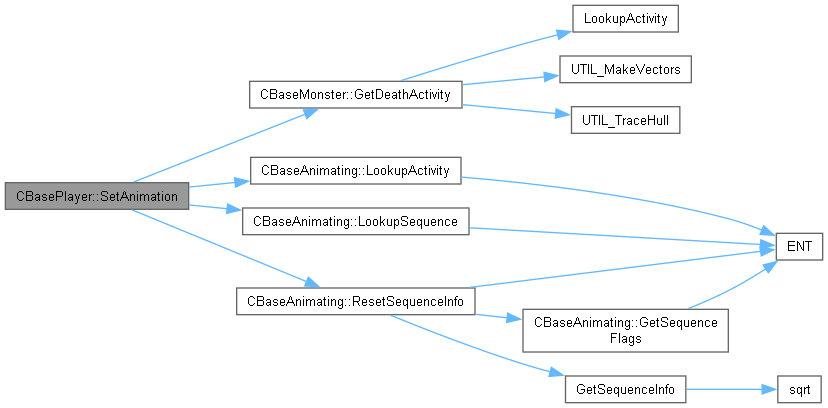 LookupActivity
CBaseMonster::GetDeathActivity
UTIL_MakeVectors
UTIL_TraceHull
CBasePlayer::SetAnimation
CBaseAnimating::LookupActivity
CBaseAnimating::LookupSequence
ENT
CBaseAnimating::ResetSequenceInfo
CBaseAnimating::GetSequence
Flags
GetSequenceInfo
sqrt